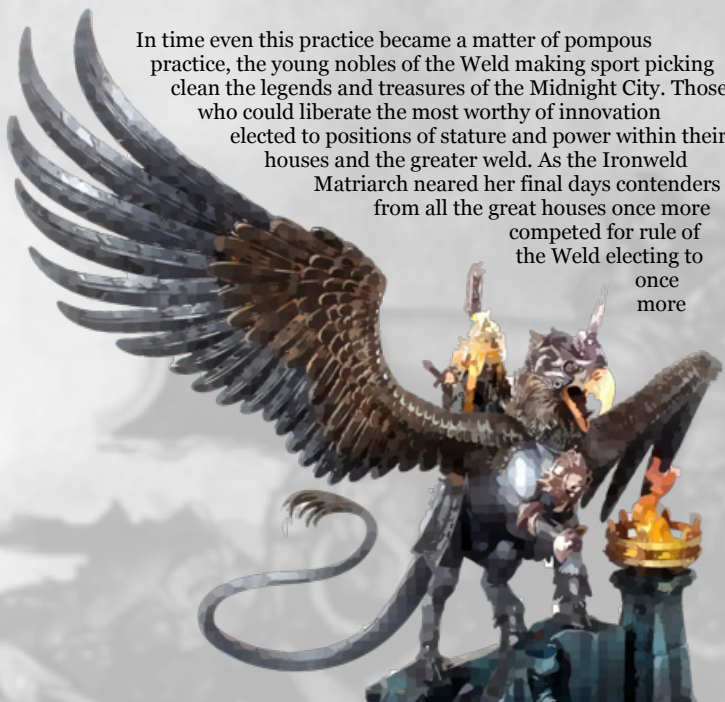 In time even this practice became a matter of pompous
practice, the young nobles of the Weld making sport picking
clean the legends and treasures of the Midnight City. Those
who could liberate the most worthy of innovation
elected to positions of stature and power within their
houses and the greater weld. As the Ironweld
Matriarch neared her final days contenders
from all the great houses once more
competed for rule of
the Weld electing to
once
more